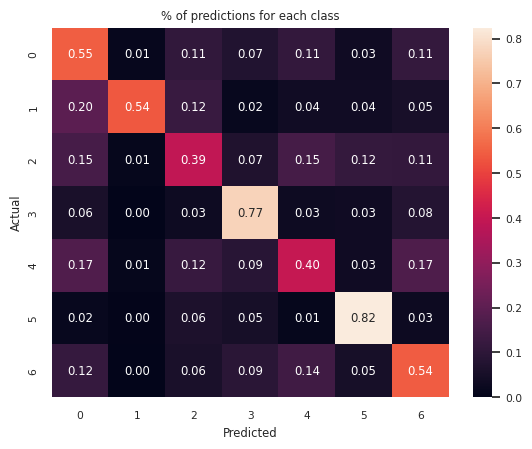 % of predictions for each class
0 0.55 0.01 0.11 0.07 0.11 0.03 0.11
1 0.20 0.54 0.12 0.02 0.04 0.04 0.05
2 0.15 0.01 0.39 0.07 0.15 0.12 0.11
3 0.06 0.00 0.03 0.77 0.03 0.03 0.08
4 0.17 0.01 0.12 0.09 0.40 0.03 0.17
5 0.02 0.00 0.06 0.05 0.01 0.82 0.03
6 0.12 0.00 0.06 0.09 0.14 0.05 0.54
0 1 2 3 4 5 6
Predicted
Actual
0.8
0.7
0.6
0.5
0.4
0.3
0.2
0.1
0.0